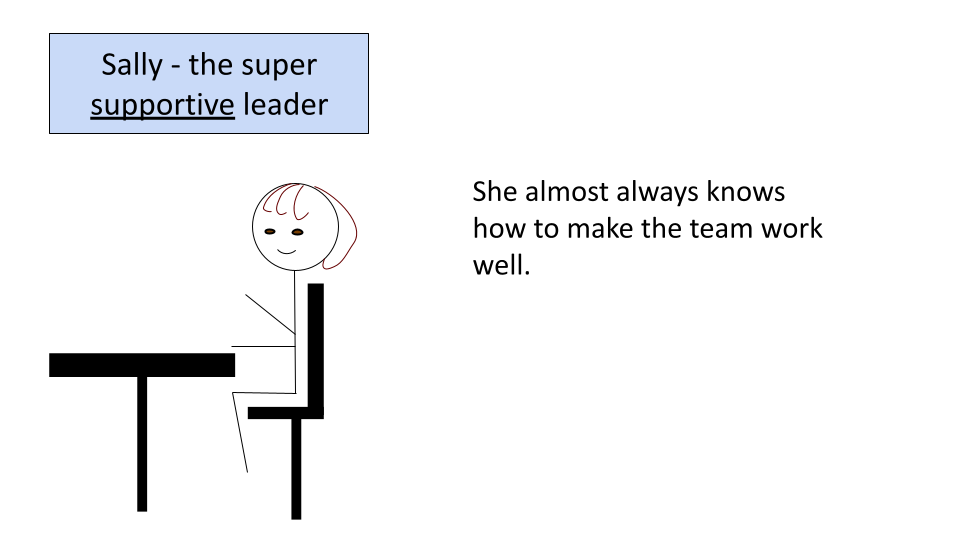 Sally - the super
supportive leader
She almost always knows
how to make the team work
well.